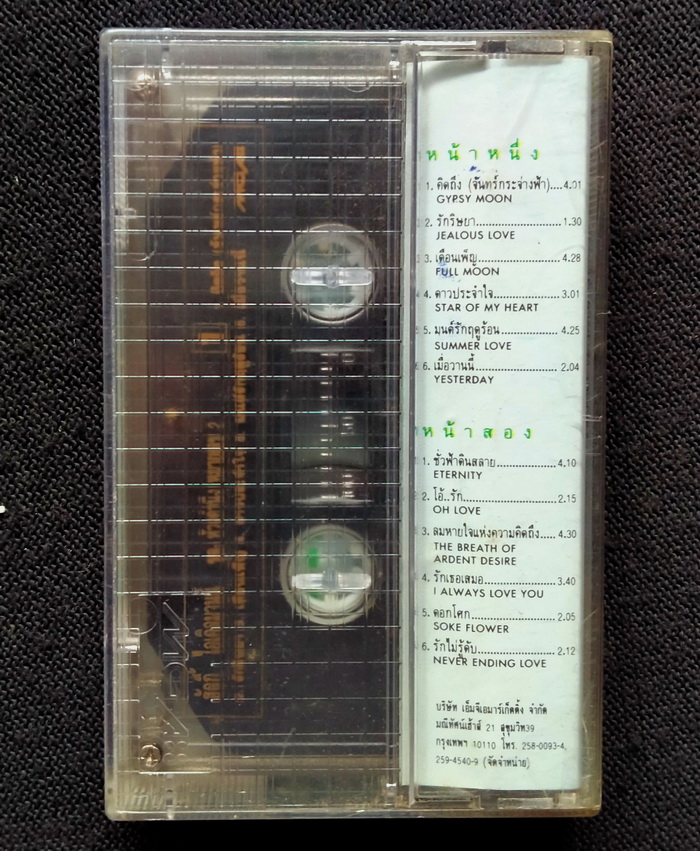 หน้าหนึ่ง
1. คิดถึง (จันทร์กระจ่างฟ้า)....4.01
GYPSY MOON
2. รักริษยา........................1.30
JEALOUS LOVE
3. เดือนเพ็ญ........................4.28
FULL MOON
4. ดาวประจำใจ........................3.01
STAR OF MY HEART
5. มนต์รักฤดูร้อน........................4.25
SUMMER LOVE
6. เมื่อวานนี้........................2.04
YESTERDAY
หน้าสอง
1. ชั่วฟ้าดินสลาย........................4.10
ETERNITY
2. โอ้..รัก........................2.15
OH LOVE
3. ลมหายใจแห่งความคิดถึง.....4.30
THE BREATH OF
ARDENT DESIRE
4. รักเธอเสมอ........................3.40
I ALWAYS LOVE YOU
5. ดอกโศก........................2.05
SOKE FLOWER
6. รักไม่รู้ดับ........................2.12
NEVER ENDING LOVE
บริษัท เอ็มจีเอมาร์เก็ตติ้ง จำกัด
มณีทัศน์เฮ้าส์ 21 สุขุมวิท39
กรุงเทพฯ 10110 โทร. 258-0093-4,
259-4540-9 (จัดจำหน่าย)
MGA